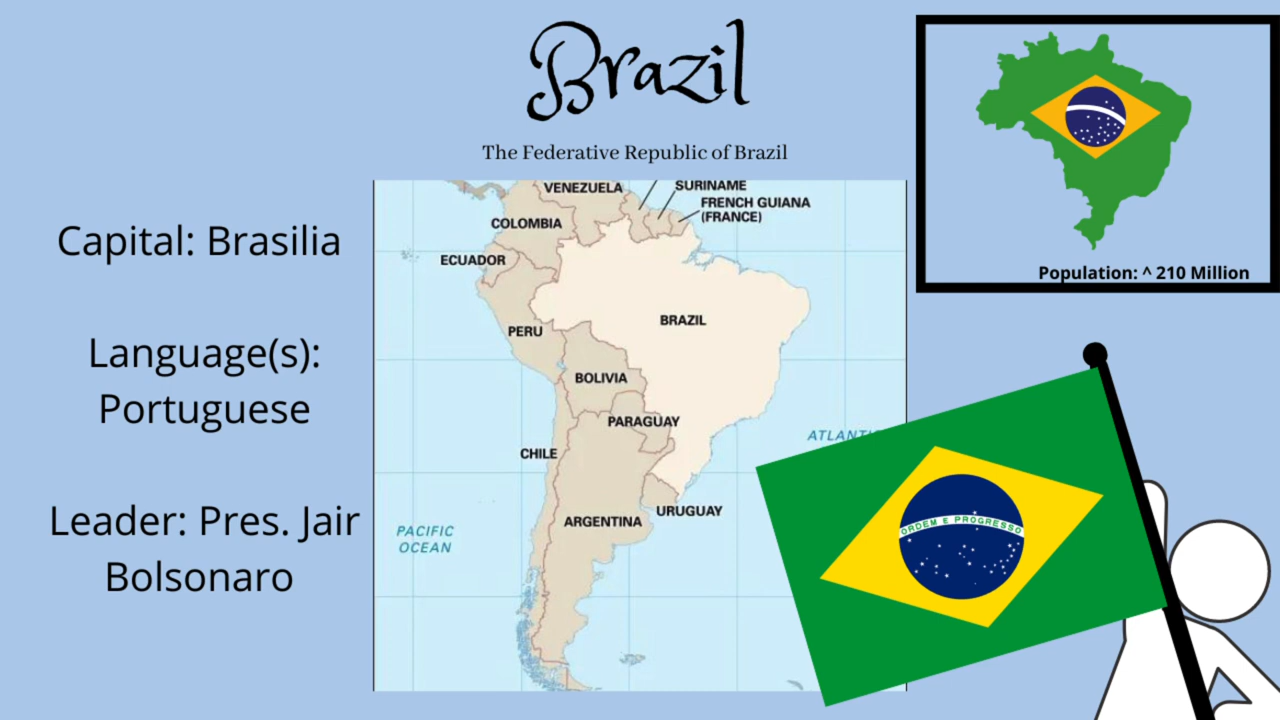 Brazil
The Federative Republic of Brazil
Capital: Brasilia
Language(s):
Portuguese
Leader: Pres. Jair
Bolsonaro
VENEZUELA
SURINAME
FRENCH GUIANA
(FRANCE)
COLOMBIA
ECUADOR
BRAZIL
PERU
BOLIVIA
PARAGUAY
CHILE
URUGUAY
ARGENTINA
PACIFIC
OCEAN
Population: ^ 210 Million
ORDEM E PROGRESSO